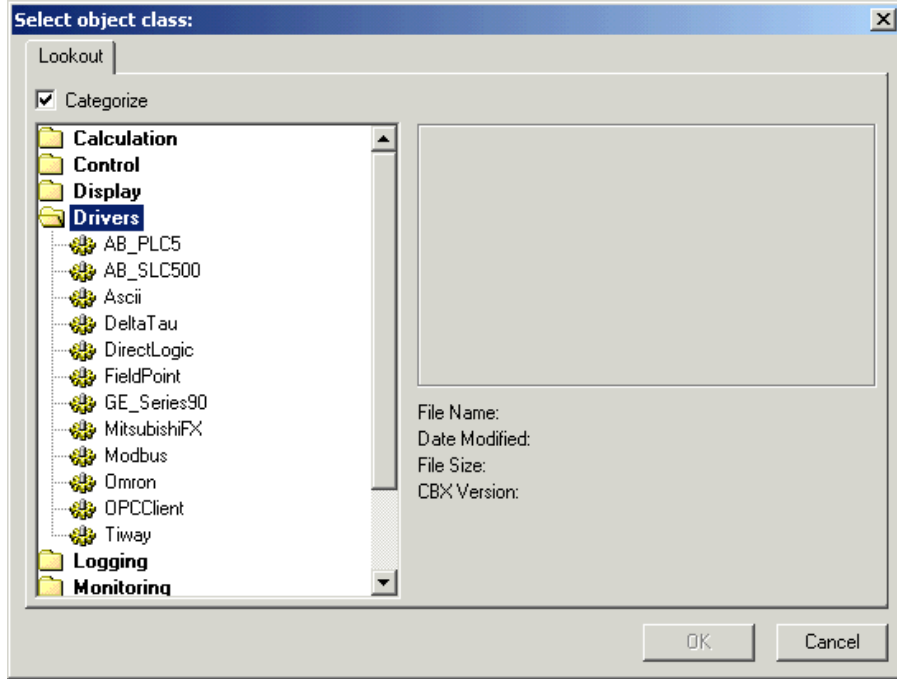 Select object class:
Lookout
Categorize
Calculation
Control
Display
Drivers
AB_PLC5
AB_SLC500
Ascii
DeltaTau
DirectLogic
FieldPoint
GE_Series90
MitsubishiFX
Modbus
Omron
OPCClient
Tiway
Logging
Monitoring
File Name:
Date Modified:
File Size:
CBX Version:
OK
Cancel